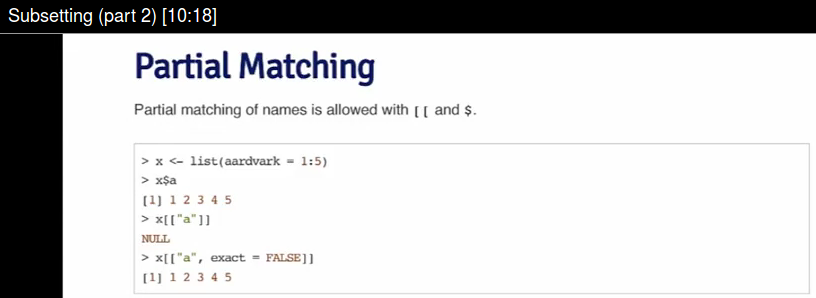 Subsetting (part 2) [10:18]
Partial Matching
Partial matching of names is allowed with [[ and $.
> x <- list(aardvark = 1:5)
> x$a
[1] 1 2 3 4 5
> x[["a"]]
NULL
> x[["a", exact = FALSE]]
[1] 1 2 3 4 5